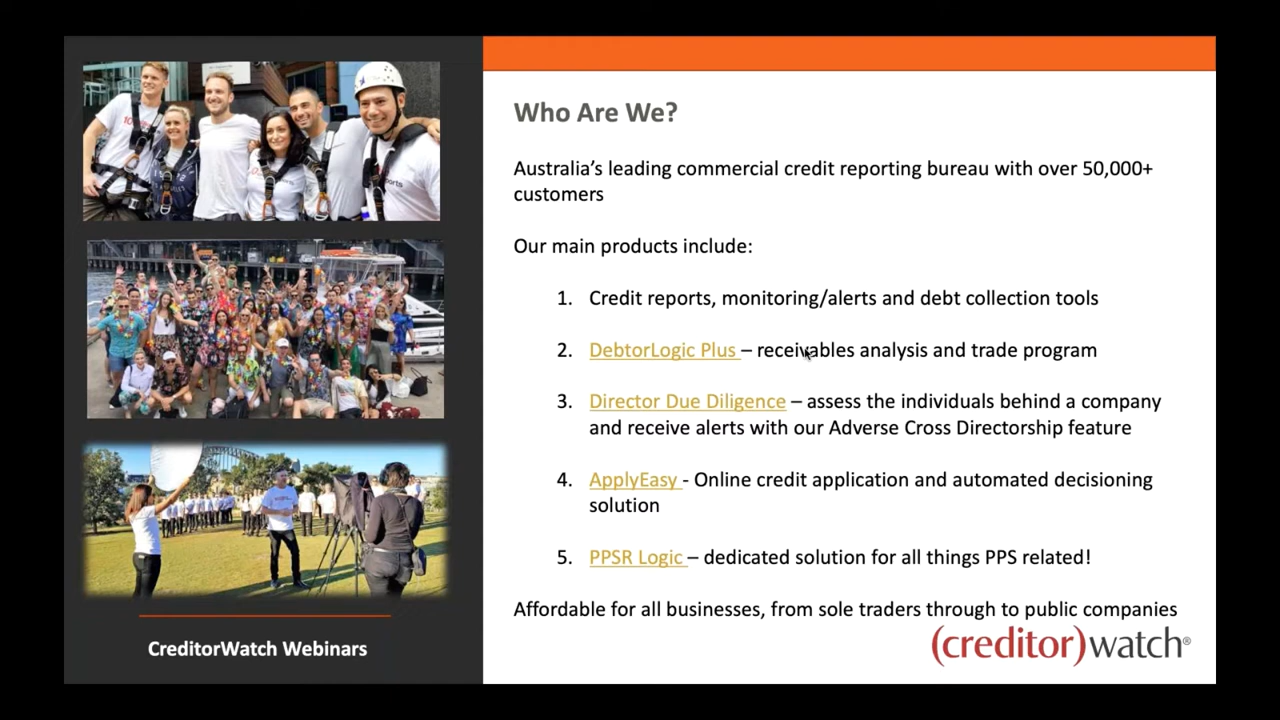 Who Are We?
Australia's leading commercial credit reporting bureau with over 50,000+
customers
Our main products include:
1. Credit reports, monitoring/alerts and debt collection tools
2. DebtorLogic Plus – receivables analysis and trade program
3. Director Due Diligence – assess the individuals behind a company
and receive alerts with our Adverse Cross Directorship feature
4. ApplyEasy - Online credit application and automated decisioning
solution
5. PPSR Logic – dedicated solution for all things PPS related!
Affordable for all businesses, from sole traders through to public companies
(creditor)watch®
CreditorWatch Webinars